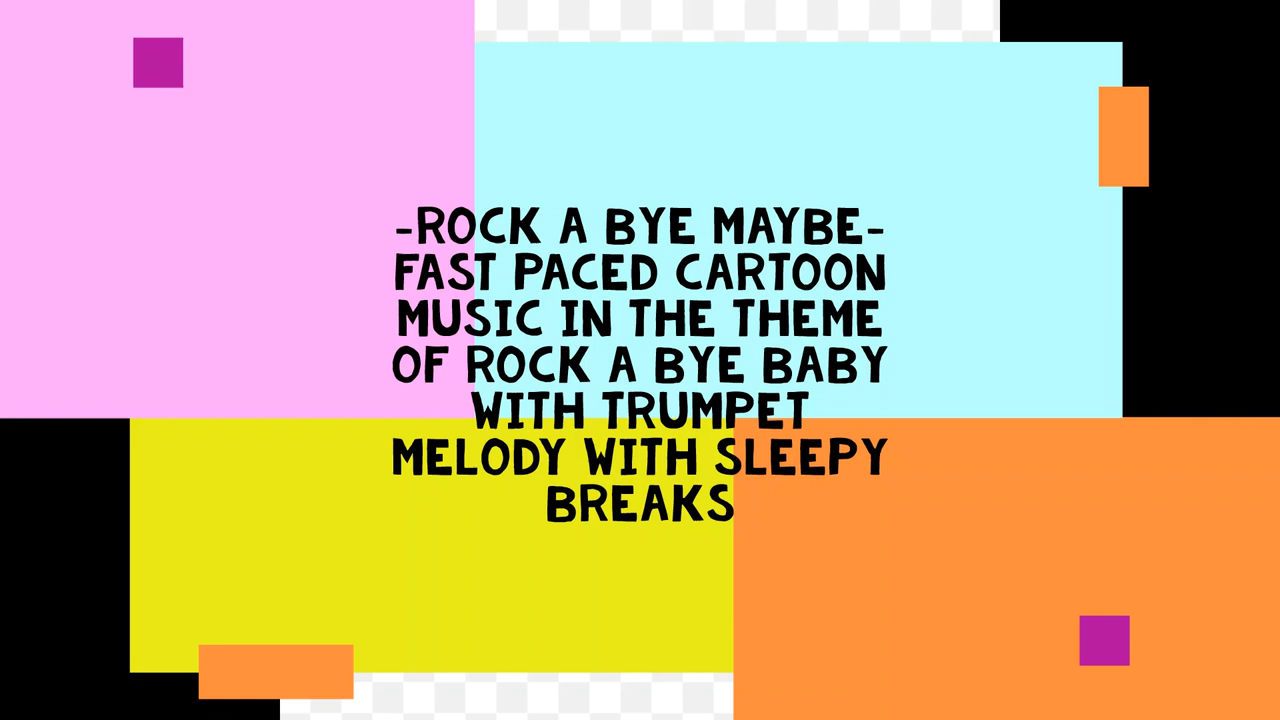 -ROCK A BYE MAYBE-
FAST PACED CARTOON
MUSIC IN THE THEME
OF ROCK A BYE BABY
WITH TRUMPET
MELODY WITH SLEEPY
BREAKS